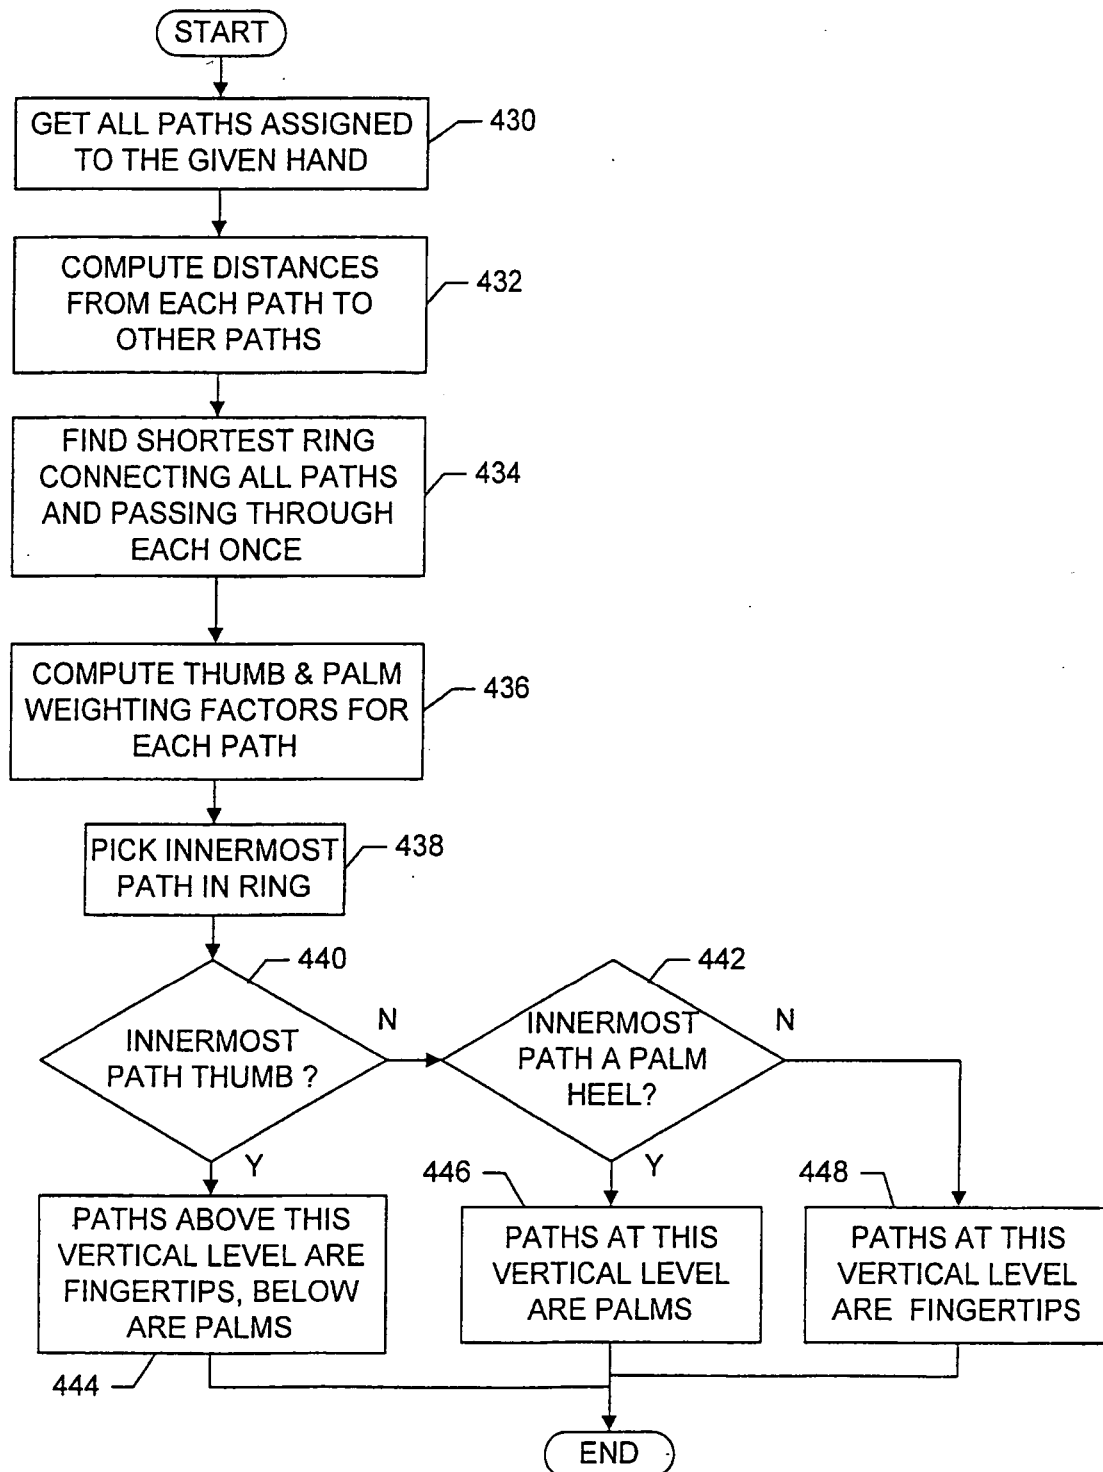 START
GET ALL PATHS ASSIGNED
TO THE GIVEN HAND
430
COMPUTE DISTANCES
FROM EACH PATH TO
OTHER PATHS
432
FIND SHORTEST RING
CONNECTING ALL PATHS
AND PASSING THROUGH
EACH ONCE
434
COMPUTE THUMB & PALM
WEIGHTING FACTORS FOR
EACH PATH
436
PICK INNERMOST
PATH IN RING
438
440
INNERMOST
PATH THUMB ?
N
Y
442
INNERMOST
PATH A PALM
HEEL?
N
Y
PATHS ABOVE THIS
VERTICAL LEVEL ARE
FINGERTIPS, BELOW
ARE PALMS
444
446
PATHS AT THIS
VERTICAL LEVEL
ARE PALMS
448
PATHS AT THIS
VERTICAL LEVEL
ARE FINGERTIPS
END